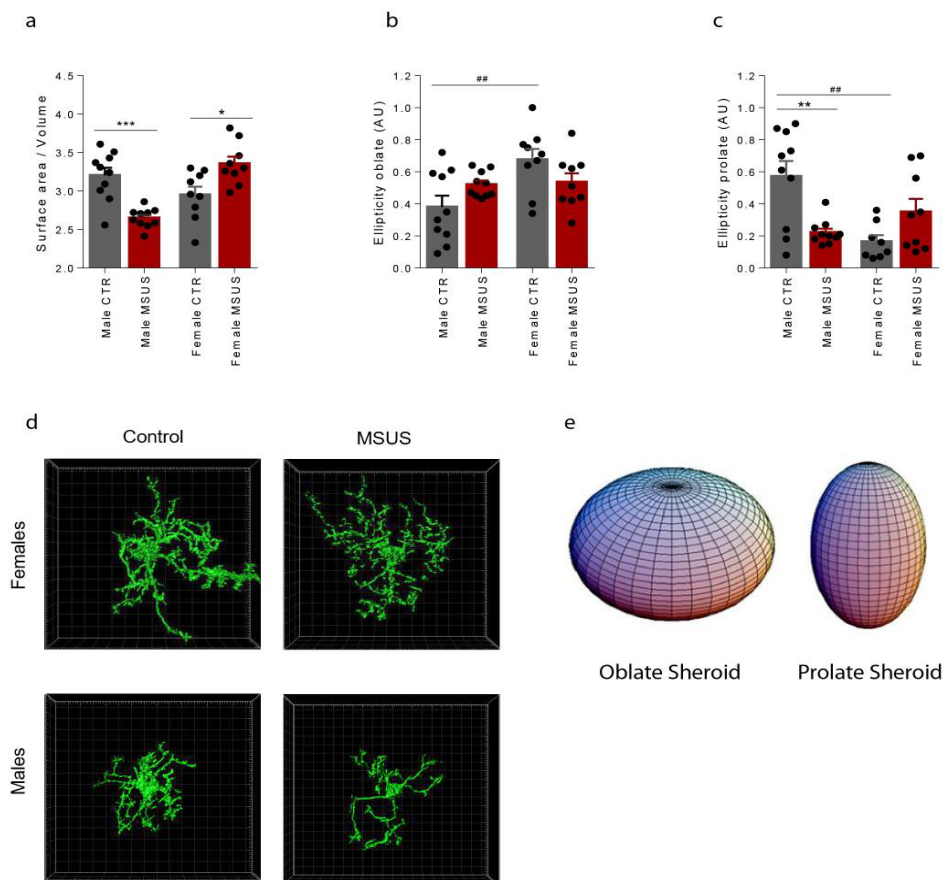 a
b
c
Surface area / Volume
4.5
4.0
3.5
3.0
2.5
2.0
***
*
Male CTR
Male MSUS
Female CTR
Female MSUS
Ellipticity oblate (AU)
1.2
1.0
0.8
0.6
0.4
0.2
0.0
##
Male CTR
Male MSUS
Female CTR
Female MSUS
Ellipticity prolate (AU)
1.2
1.0
0.8
0.6
0.4
0.2
0.0
##
**
Male CTR
Male MSUS
Female CTR
Female MSUS
d
Control
MSUS
Females
Males
e
Oblate Sheroid
Prolate Sheroid